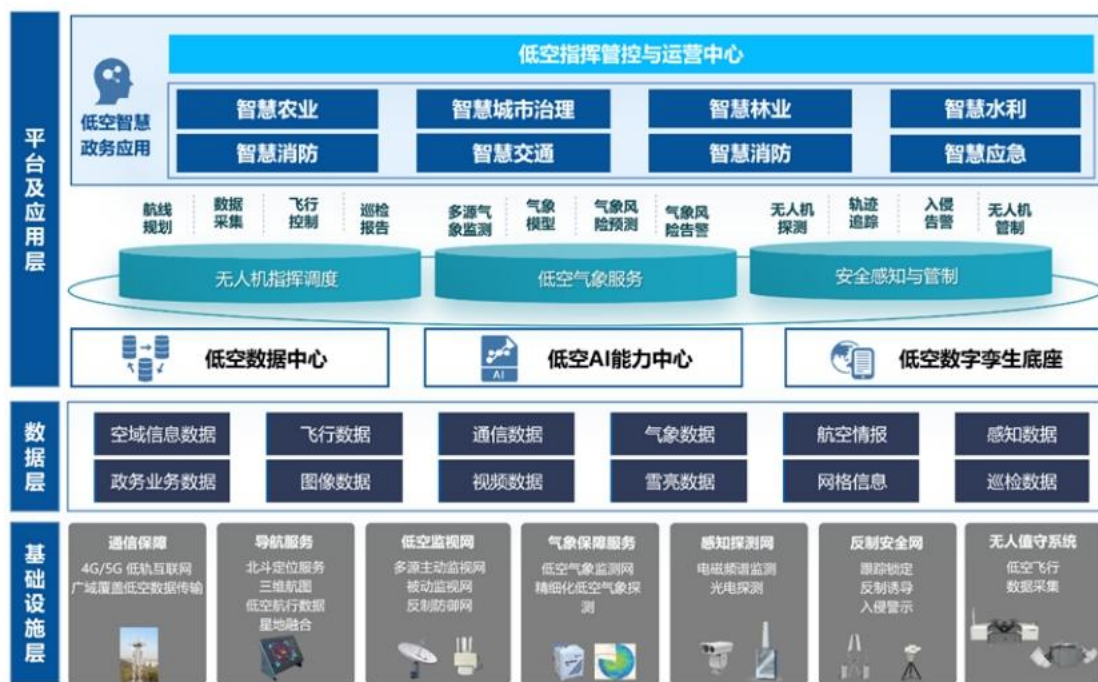 平台及应用层
低空智慧
政务应用
低空指挥管控与运营中心
智慧农业
智慧城市治理
智慧林业
智慧水利
智慧消防
智慧交通
智慧消防
智慧应急
航线
规划
数据
采集
飞行
控制
巡检
报告
多源气
象监测
气象
模型
气象风
险预测
气象风
险告警
无人机
探测
轨迹
追踪
入侵
告警
无人机
管制
无人机指挥调度
低空气象服务
安全感知与管制
低空数据中心
AI
低空AI能力中心
低空数字孪生底座
数据层
空域信息数据
飞行数据
通信数据
气象数据
航空情报
感知数据
政务业务数据
图像数据
视频数据
雪亮数据
网格信息
巡检数据
基础设施层
通信保障
4G/5G 低轨互联网
广域覆盖低空数据传输
导航服务
北斗定位服务
三维航图
低空航行数据
星地融合
低空监视网
多源主动监视网
被动监视网
反制防御网
气象保障服务
低空气象监测网
精细化低空气象探
测
感知探测网
电磁频谱监测
光电探测
反制安全网
跟踪锁定
反制诱导
入侵警示
无人值守系统
低空飞行
数据采集